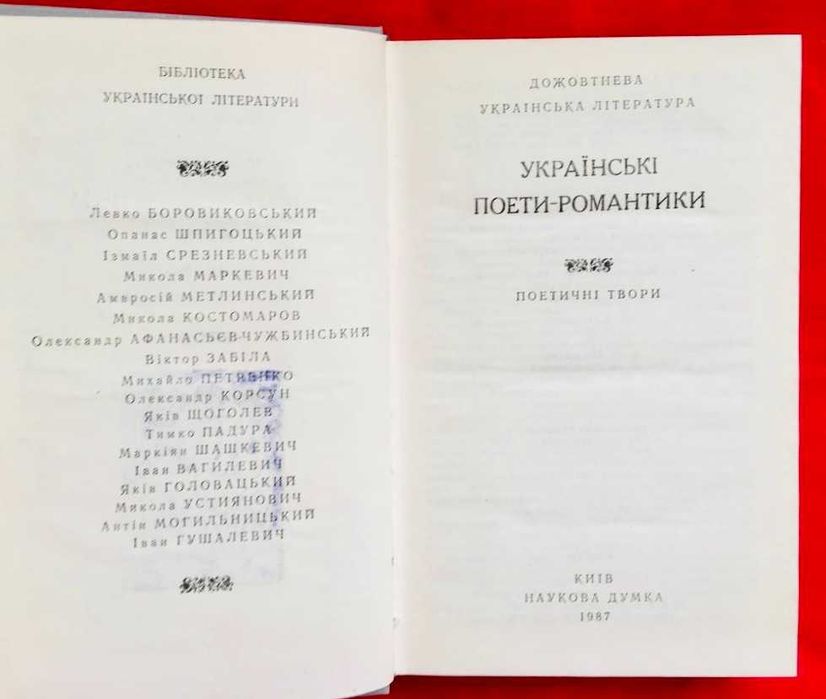 БІБЛІОТЕКА
УКРАЇНСЬКОЇ ЛІТЕРАТУРИ
Левко БОРОВИКОВСЬКИЙ
Опанас ШПИГОЦЬКИЙ
Ізмаїл СРЕЗНЕВСЬКИЙ
Микола МАРКЕВИЧ
Амвросій МЕТЛИНСЬКИЙ
Микола КОСТОМАРОВ
Олександр АФАНАСЬЄВ-ЧУЖБИНСЬКИЙ
Віктор ЗАБІЛА
Михайло ПЕТРЕНКО
Олександр КОРСУН
Яків ЩОГОЛЕВ
Тимко ПАДУРА
Маркіян ШАШКЕВИЧ
Іван ВАГИЛЕВИЧ
Яків ГОЛОВАЦЬКИЙ
Микола УСТИЯНОВИЧ
Антін МОГИЛЬНИЦЬКИЙ
Іван ГУШАЛЕВИЧ
ДОЖОВТНЕВА
УКРАЇНСЬКА ЛІТЕРАТУРА
УКРАЇНСЬКІ
ПОЕТИ-РОМАНТИКИ
ПОЕТИЧНІ ТВОРИ
КИЇВ
НАУКОВА ДУМКА
1987